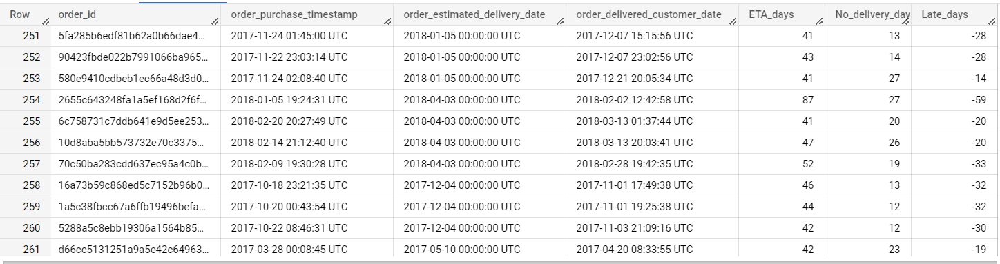 Row order_id order_purchase_timestamp order_estimated_delivery_date order_delivered_customer_date ETA_days No_delivery_day Late_days
251 5fa285b6edf81b62a0b66dae4... 2017-11-24 01:45:00 UTC 2018-01-05 00:00:00 UTC 2017-12-07 15:15:56 UTC 41 13 -28
252 90423fbde022b7991066ba965... 2017-11-22 23:03:14 UTC 2018-01-05 00:00:00 UTC 2017-12-07 23:02:56 UTC 43 14 -28
253 580e9410cdbeb1ec66a48d3d0... 2017-11-24 02:08:40 UTC 2018-01-05 00:00:00 UTC 2017-12-21 20:05:34 UTC 41 27 -14
254 2655c643248fa1a5ef168d2f6f... 2018-01-05 19:24:31 UTC 2018-04-03 00:00:00 UTC 2018-02-02 12:42:58 UTC 87 27 -59
255 6c758731c7ddb641e9d5ee253... 2018-02-20 20:27:49 UTC 2018-04-03 00:00:00 UTC 2018-03-13 01:37:44 UTC 41 20 -20
256 10d8aba5bb573732e70c3375... 2018-02-14 21:12:40 UTC 2018-04-03 00:00:00 UTC 2018-03-13 20:03:41 UTC 47 26 -20
257 70c50ba283cdd637ec95a4c0b... 2018-02-09 19:30:28 UTC 2018-04-03 00:00:00 UTC 2018-02-28 19:42:35 UTC 52 19 -33
258 16a73b59c868ed5c7152b96b0... 2017-10-18 23:21:35 UTC 2017-12-04 00:00:00 UTC 2017-11-01 17:49:38 UTC 46 13 -32
259 1a5c38fbcc67a6ffb19496befa... 2017-10-20 00:43:54 UTC 2017-12-04 00:00:00 UTC 2017-11-01 19:25:38 UTC 44 12 -32
260 5288a5c8ebb19306a1564b85... 2017-10-22 08:46:31 UTC 2017-12-04 00:00:00 UTC 2017-11-03 21:09:16 UTC 42 12 -30
261 d66cc5131251a9a5e42c64963... 2017-03-28 00:08:45 UTC 2017-05-10 00:00:00 UTC 2017-04-20 08:33:55 UTC 42 23 -19